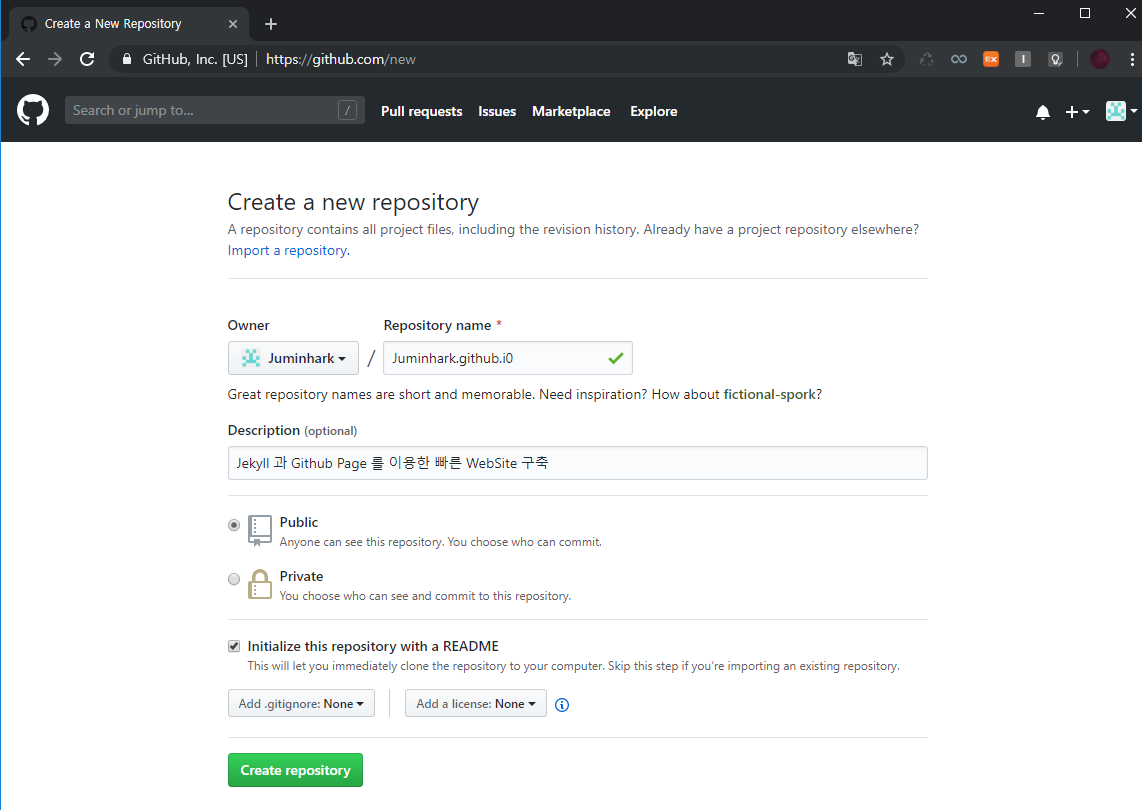 Create a New Repository
GitHub, Inc. [US] https://github.com/new
Search or jump to... / Pull requests Issues Marketplace Explore
Create a new repository
A repository contains all project files, including the revision history. Already have a project repository elsewhere?
Import a repository.
Owner Repository name *
Juminhark / Juminhark.github.i0
Great repository names are short and memorable. Need inspiration? How about fictional-spork?
Description (optional)
Jekyll 과 Github Page 를 이용한 빠른 WebSite 구축
Public
Anyone can see this repository. You choose who can commit.
Private
You choose who can see and commit to this repository.
Initialize this repository with a README
This will let you immediately clone the repository to your computer. Skip this step if you're importing an existing repository.
Add .gitignore: None Add a license: None
Create repository